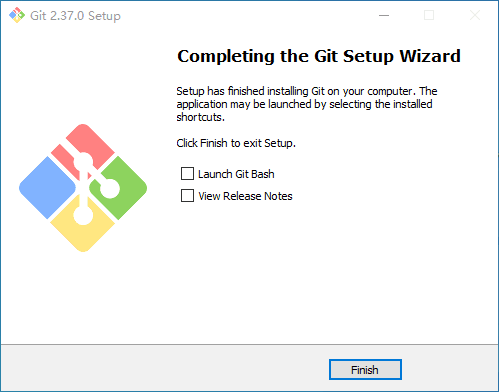 Git 2.37.0 Setup
Completing the Git Setup Wizard
Setup has finished installing Git on your computer. The
application may be launched by selecting the installed
shortcuts.
Click Finish to exit Setup.
Launch Git Bash
View Release Notes
Finish